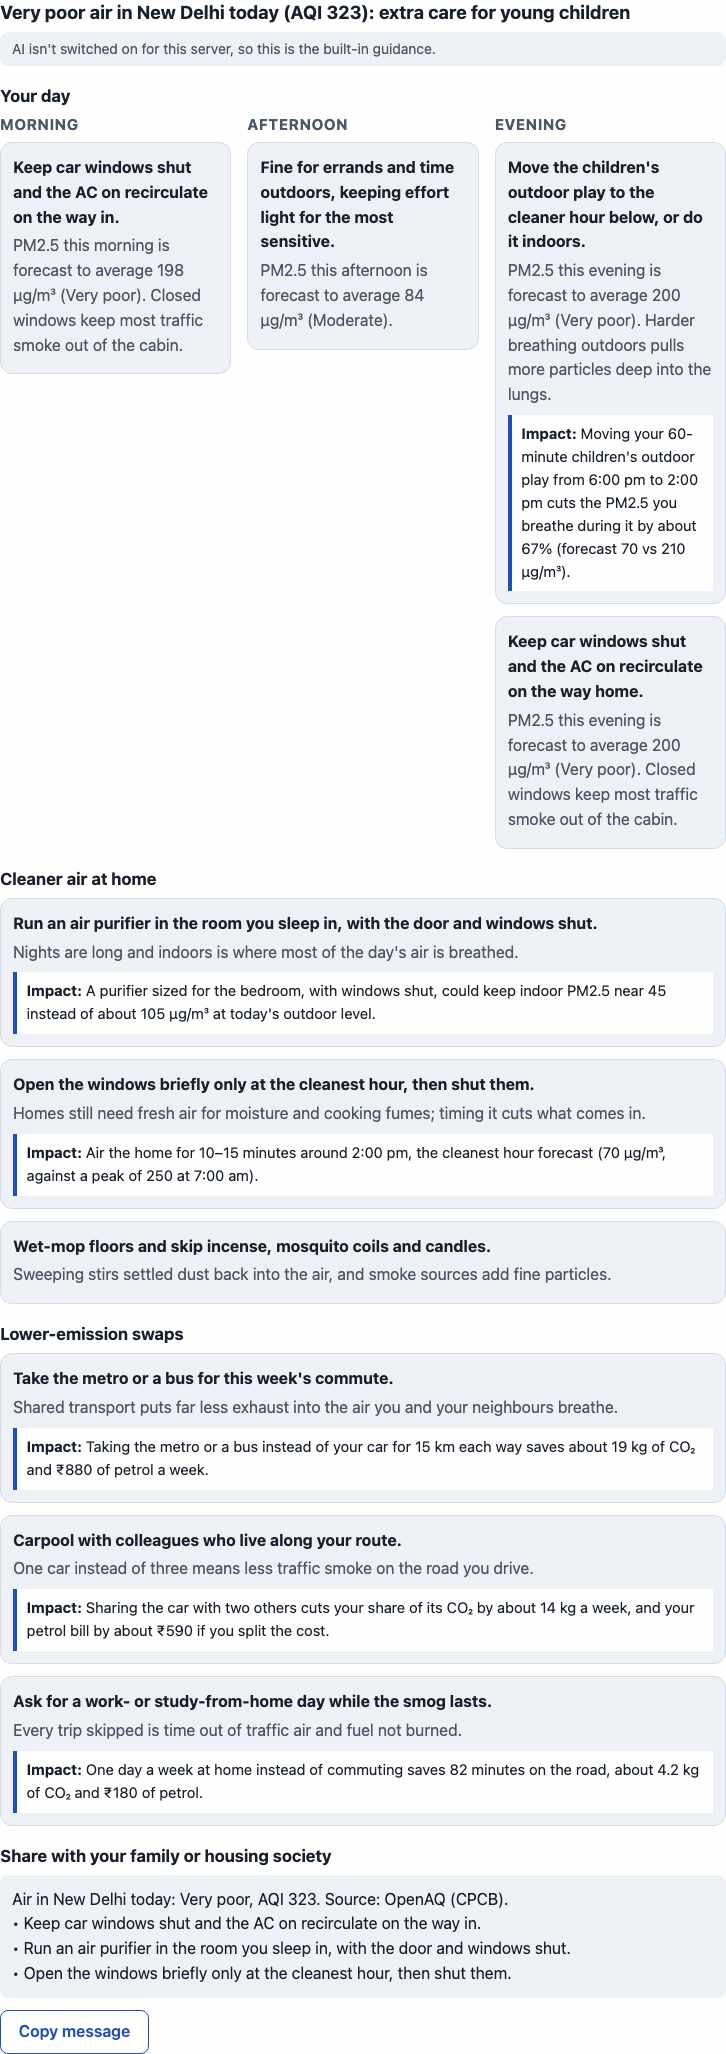 Very poor air in New Delhi today (AQI 323): extra care for young children
AI isn't switched on for this server, so this is the built-in guidance.
Your day
MORNING
Keep car windows shut
and the AC on recirculate
on the way in.
PM2.5 this morning is
forecast to average 198
µg/m³ (Very poor). Closed
windows keep most traffic
smoke out of the cabin.
AFTERNOON
Fine for errands and time
outdoors, keeping effort
light for the most
sensitive.
PM2.5 this afternoon is
forecast to average 84
µg/m³ (Moderate).
EVENING
Move the children's
outdoor play to the
cleaner hour below, or do
it indoors.
PM2.5 this evening is
forecast to average 200
µg/m³ (Very poor). Harder
breathing outdoors pulls
more particles deep into the
lungs.
Impact: Moving your 60-
minute children's outdoor
play from 6:00 pm to 2:00
pm cuts the PM2.5 you
breathe during it by about
67% (forecast 70 vs 210
µg/m³).
Keep car windows shut
and the AC on recirculate
on the way home.
PM2.5 this evening is
forecast to average 200
µg/m³ (Very poor). Closed
windows keep most traffic
smoke out of the cabin.
Cleaner air at home
Run an air purifier in the room you sleep in, with the door and windows shut.
Nights are long and indoors is where most of the day's air is breathed.
Impact: A purifier sized for the bedroom, with windows shut, could keep indoor PM2.5 near 45
instead of about 105 µg/m³ at today's outdoor level.
Open the windows briefly only at the cleanest hour, then shut them.
Homes still need fresh air for moisture and cooking fumes; timing it cuts what comes in.
Impact: Air the home for 10–15 minutes around 2:00 pm, the cleanest hour forecast (70 µg/m³,
against a peak of 250 at 7:00 am).
Wet-mop floors and skip incense, mosquito coils and candles.
Sweeping stirs settled dust back into the air, and smoke sources add fine particles.
Lower-emission swaps
Take the metro or a bus for this week's commute.
Shared transport puts far less exhaust into the air you and your neighbours breathe.
Impact: Taking the metro or a bus instead of your car for 15 km each way saves about 19 kg of CO₂
and ₹880 of petrol a week.
Carpool with colleagues who live along your route.
One car instead of three means less traffic smoke on the road you drive.
Impact: Sharing the car with two others cuts your share of its CO₂ by about 14 kg a week, and your
petrol bill by about ₹590 if you split the cost.
Ask for a work- or study-from-home day while the smog lasts.
Every trip skipped is time out of traffic air and fuel not burned.
Impact: One day a week at home instead of commuting saves 82 minutes on the road, about 4.2 kg
of CO₂ and ₹180 of petrol.
Share with your family or housing society
Air in New Delhi today: Very poor, AQI 323. Source: OpenAQ (CPCB).
• Keep car windows shut and the AC on recirculate on the way in.
• Run an air purifier in the room you sleep in, with the door and windows shut.
• Open the windows briefly only at the cleanest hour, then shut them.
Copy message